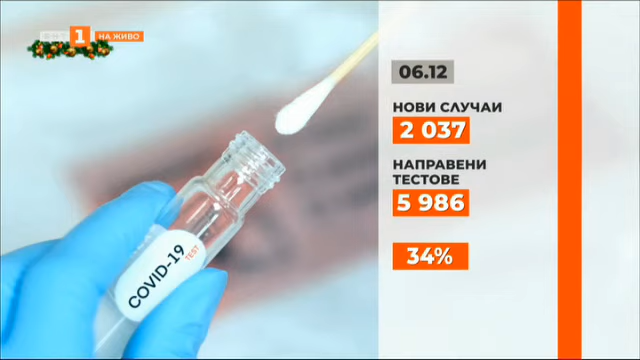 БНТ 1 НА ЖИВО
06.12
НОВИ СЛУЧАИ
2 037
НАПРАВЕНИ
ТЕСТОВЕ
5 986
34%
COVID-19
TEST